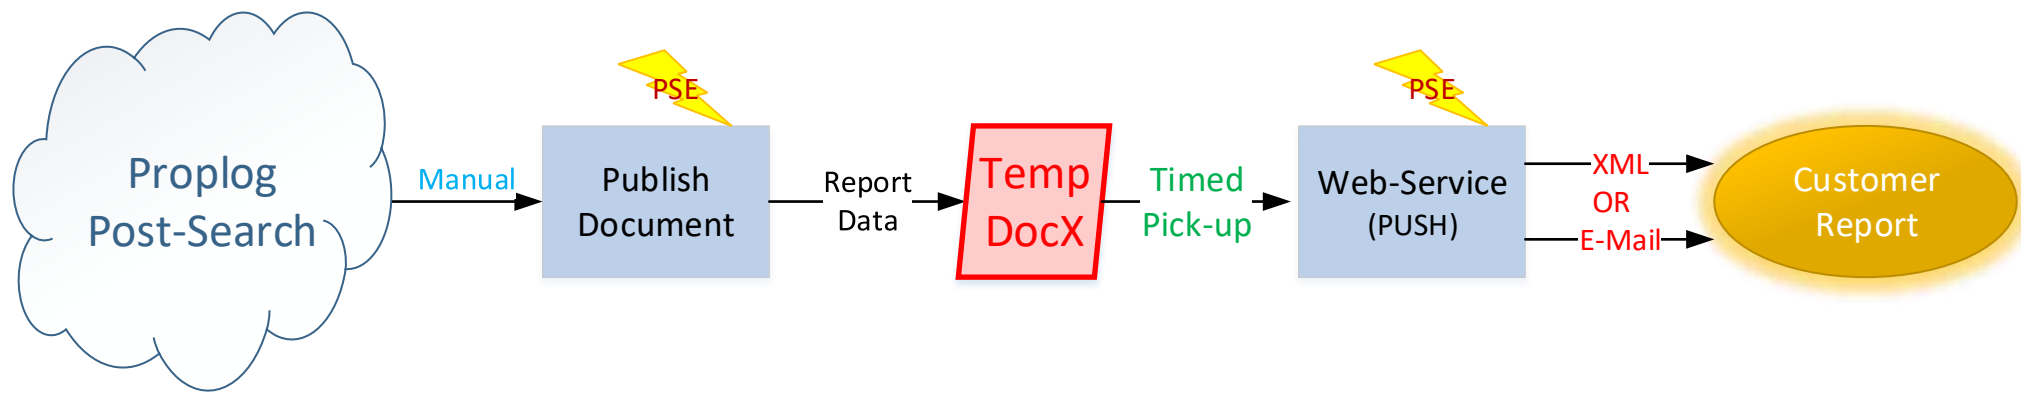 Proplog
Post-Search
Manual
PSE
Publish
Document
Report
Data
Temp
DocX
Timed
Pick-up
PSE
Web-Service
(PUSH)
XML
OR
E-Mail
Customer
Report